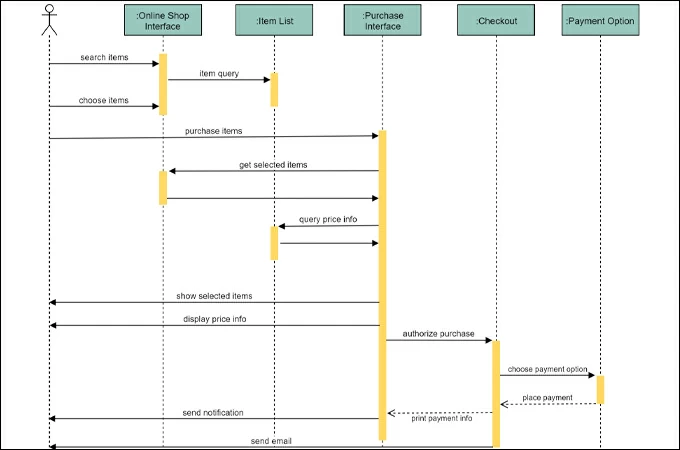 :Online Shop
Interface
:Item List
:Purchase
Interface
:Checkout
:Payment Option
search items
item query
choose items
purchase items
get selected items
query price info
show selected items
display price info
authorize purchase
choose payment option
place payment
send notification
print payment info
send email